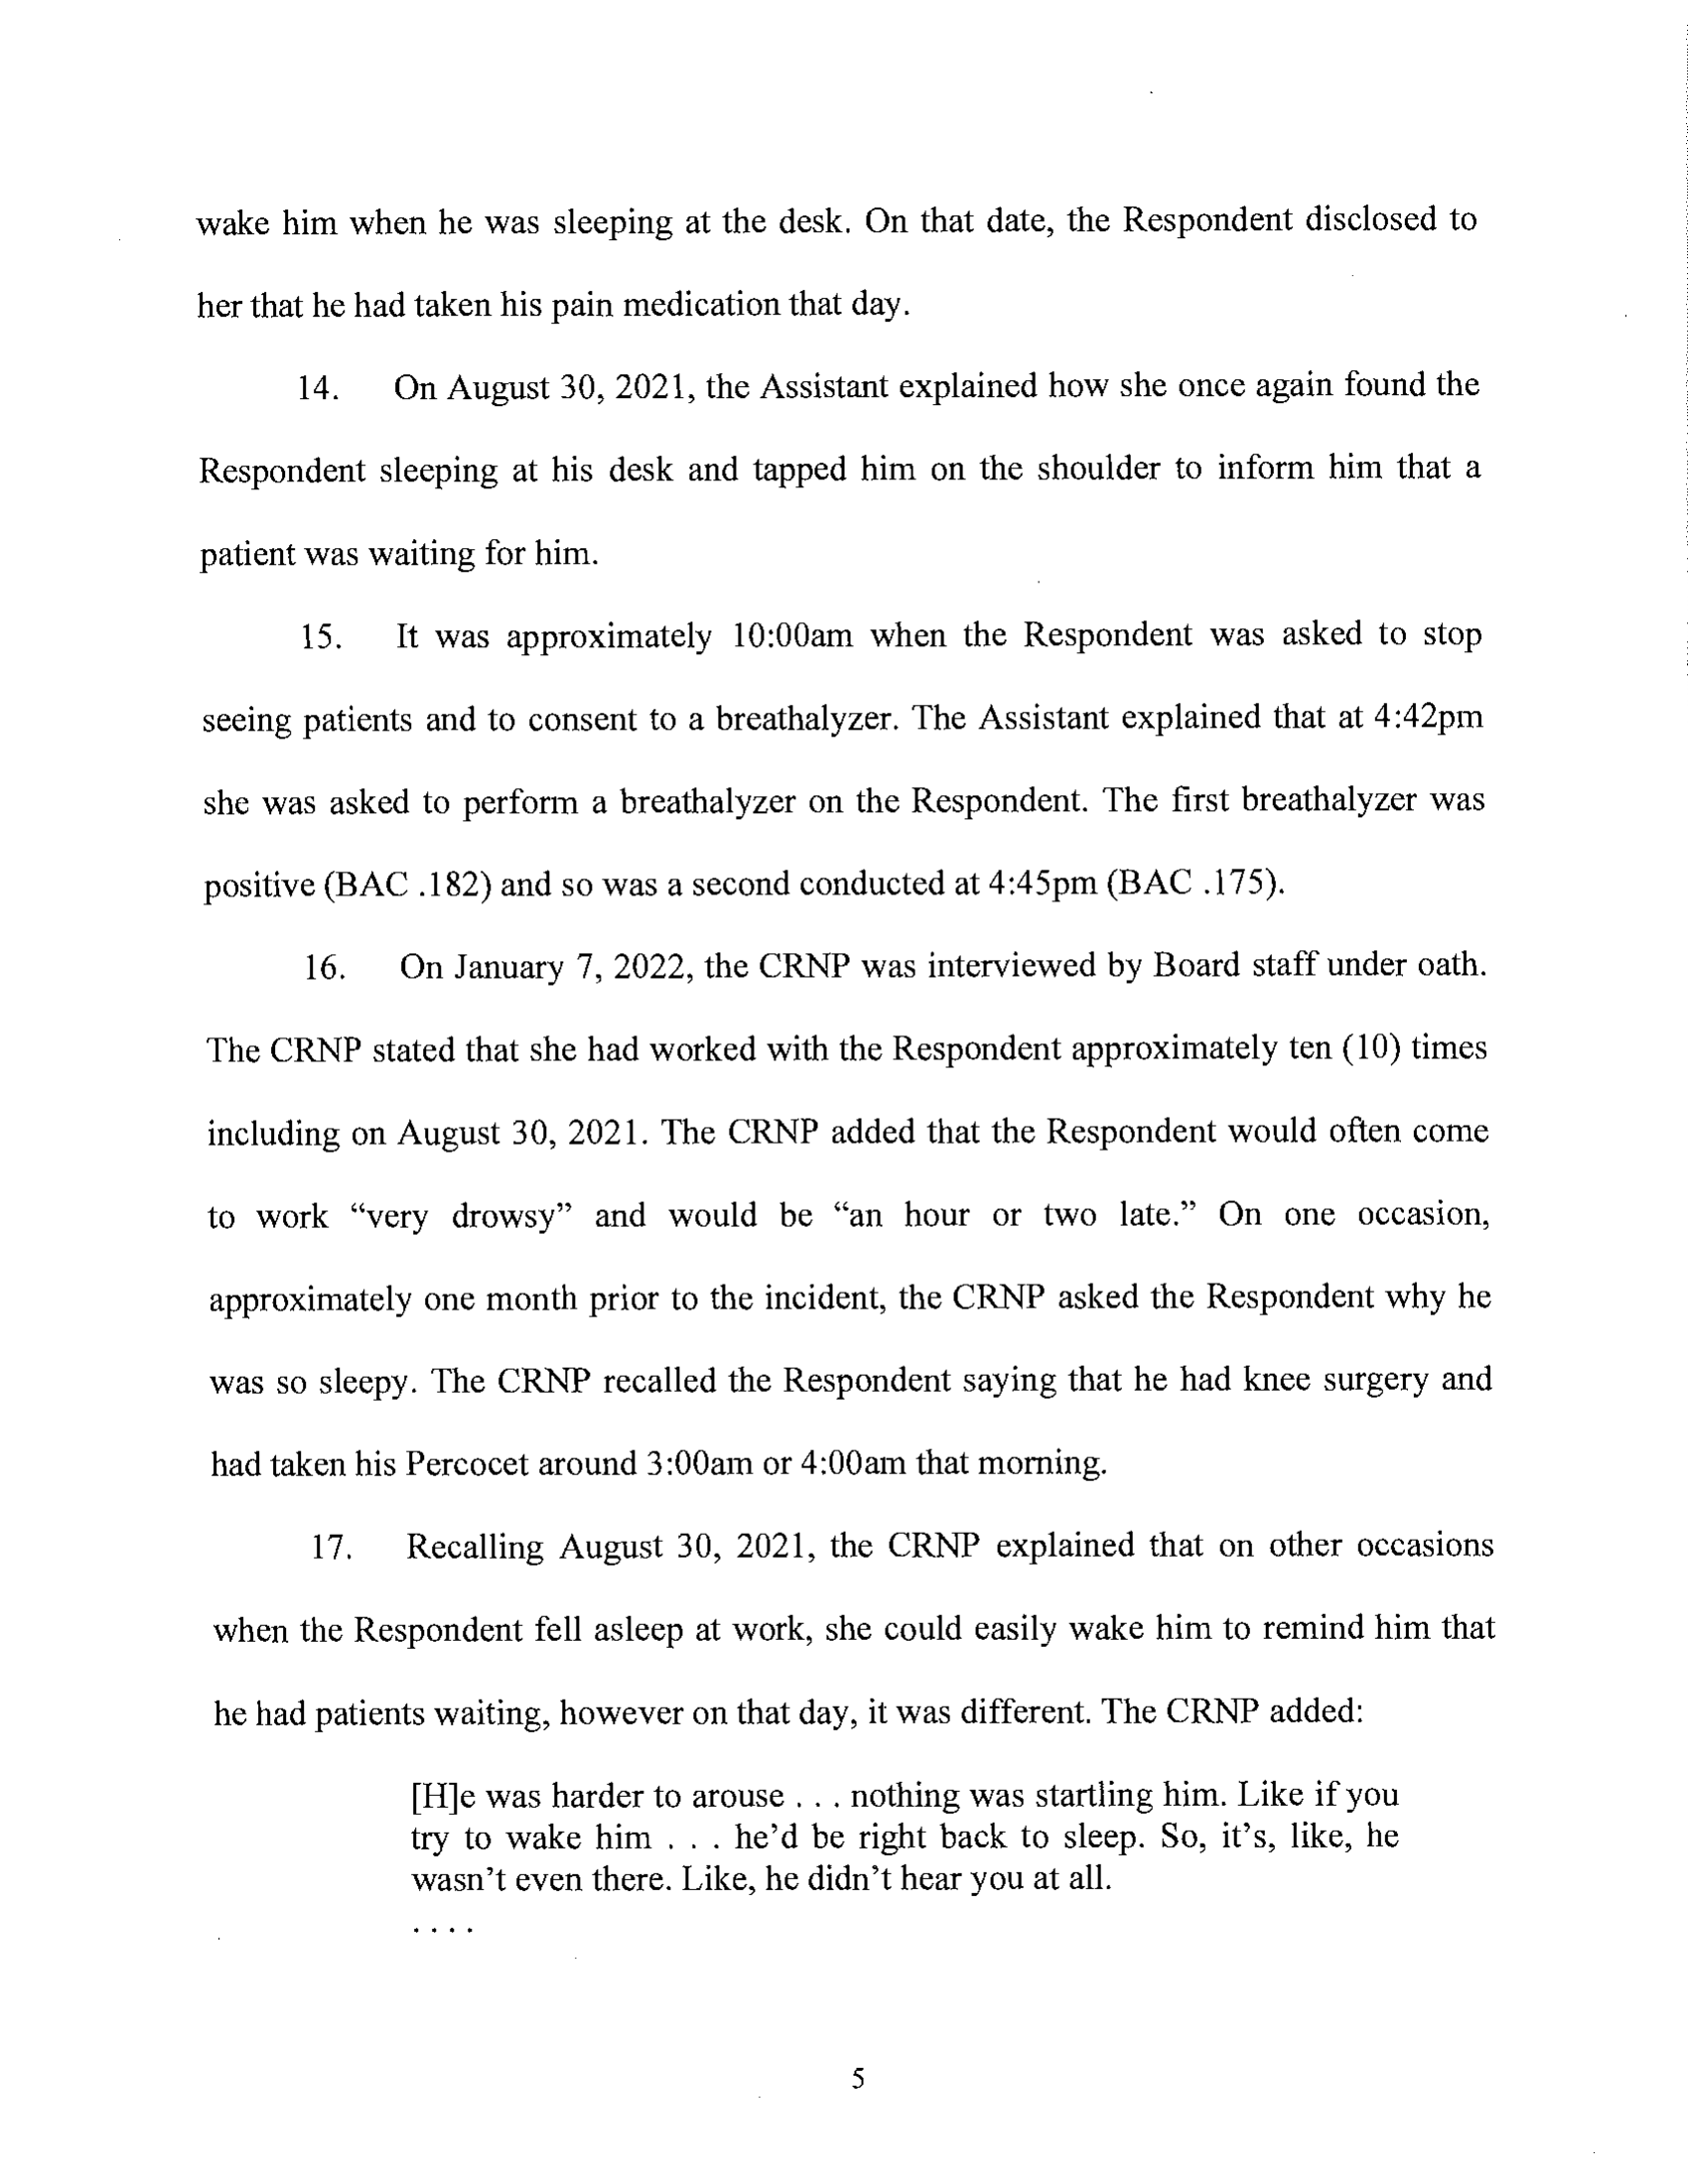 wake him when he was sleeping at the desk. On that date, the Respondent disclosed to
her that he had taken his pain medication that day.
14. On August 30, 2021, the Assistant explained how she once again found the
Respondent sleeping at his desk and tapped him on the shoulder to inform him that a
patient was waiting for him.
15. It was approximately 10:00am when the Respondent was asked to stop
seeing patients and to consent to a breathalyzer. The Assistant explained that at 4:42pm
she was asked to perform a breathalyzer on the Respondent. The first breathalyzer was
positive (BAC .182) and so was a second conducted at 4:45pm (BAC .175).
16. On January 7, 2022, the CRNP was interviewed by Board staff under oath.
The CRNP stated that she had worked with the Respondent approximately ten (10) times
including on August 30, 2021. The CRNP added that the Respondent would often come
to work “very drowsy” and would be “an hour or two late.” On one occasion,
approximately one month prior to the incident, the CRNP asked the Respondent why he
was so sleepy. The CRNP recalled the Respondent saying that he had knee surgery and
had taken his Percocet around 3:00am or 4:00am that morning.
17. Recalling August 30, 2021, the CRNP explained that on other occasions
when the Respondent fell asleep at work, she could easily wake him to remind him that
he had patients waiting, however on that day, it was different. The CRNP added:
[H]e was harder to arouse . . . nothing was startling him. Like if you
try to wake him . . . he’d be right back to sleep. So, it’s, like, he
wasn’t even there. Like, he didn’t hear you at all.
. . . .
5